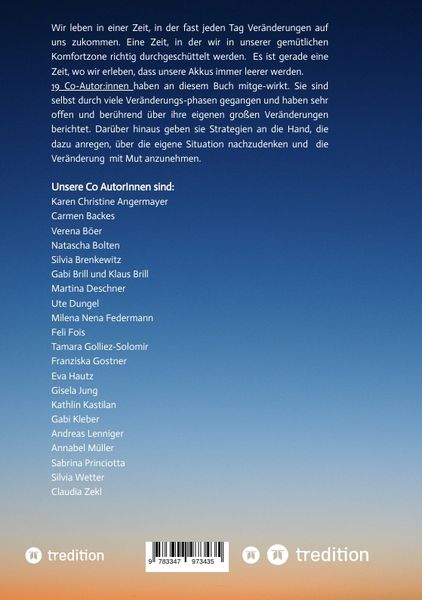 Wir leben in einer Zeit, in der fast jeden Tag Veränderungen auf
uns zukommen. Eine Zeit, in der wir in unserer gemütlichen
Komfortzone richtig durchgeschüttelt werden. Es ist gerade eine
Zeit, wo wir erleben, dass unsere Akkus immer leerer werden.
19 Co-Autor:innen haben an diesem Buch mitge-wirkt. Sie sind
selbst durch viele Veränderungs-phasen gegangen und haben sehr
offen und berührend über ihre eigenen großen Veränderungen
berichtet. Darüber hinaus geben sie Strategien an die Hand, die
dazu anregen, über die eigene Situation nachzudenken und die
Veränderung mit Mut anzunehmen.
Unsere Co AutorInnen sind:
Karen Christine Angermayer
Carmen Backes
Verena Böer
Natascha Bolten
Silvia Brenkewitz
Gabi Brill und Klaus Brill
Martina Deschner
Ute Dungel
Milena Nena Federmann
Feli Fois
Tamara Golliez-Solomir
Franziska Gostner
Eva Hautz
Gisela Jung
Kathlin Kastilan
Gabi Kleber
Andreas Lenniger
Annabel Müller
Sabrina Princiotta
Silvia Wetter
Claudia Zekl
tredition
9 783347 973435
tredition